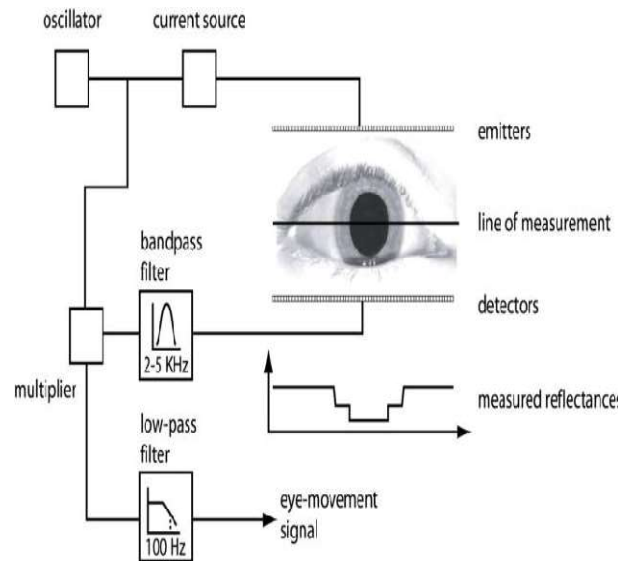 oscillator
current source
emitters
line of measurement
bandpass
filter
2-5 KHz
detectors
multiplier
measured reflectances
low-pass
filter
100 Hz
eye-movement
signal